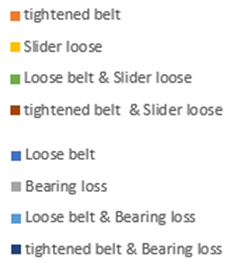 tightened belt
Slider loose
Loose belt & Slider loose
tightened belt & Slider loose
Loose belt
Bearing loss
Loose belt & Bearing loss
tightened belt & Bearing loss